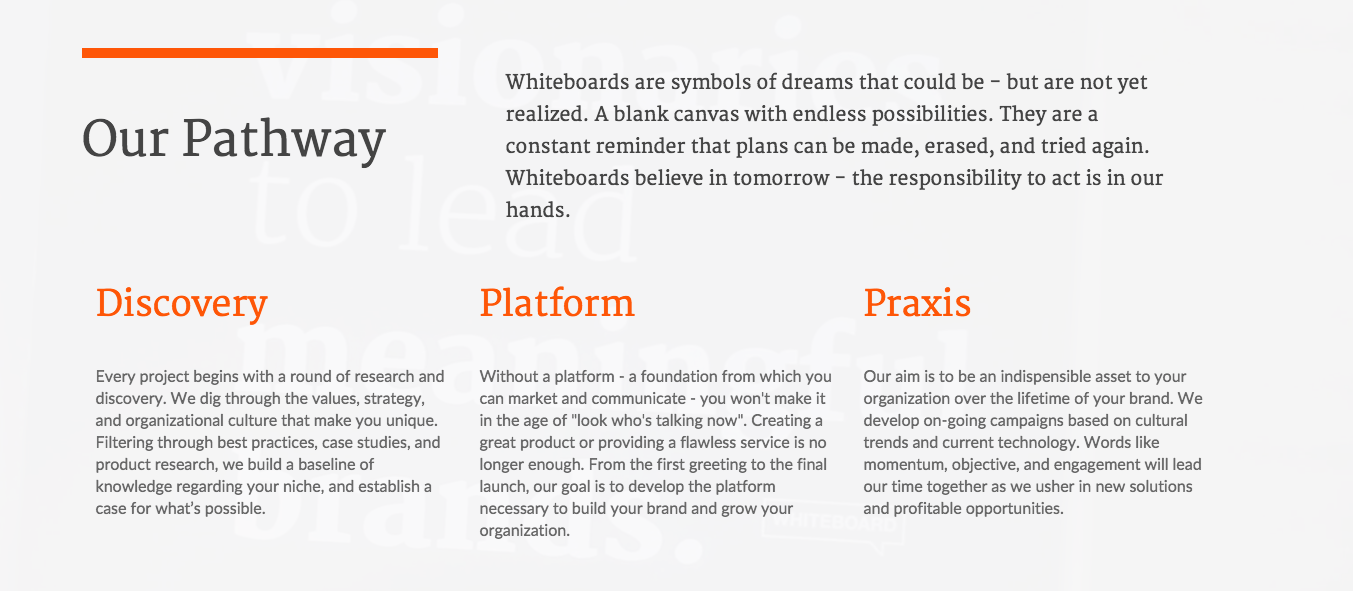 Our Pathway
Whiteboards are symbols of dreams that could be – but are not yet
realized. A blank canvas with endless possibilities. They are a
constant reminder that plans can be made, erased, and tried again.
Whiteboards believe in tomorrow – the responsibility to act is in our
hands.
Discovery
Every project begins with a round of research and
discovery. We dig through the values, strategy,
and organizational culture that make you unique.
Filtering through best practices, case studies, and
product research, we build a baseline of
knowledge regarding your niche, and establish a
case for what’s possible.
Platform
Without a platform - a foundation from which you
can market and communicate - you won't make it
in the age of "look who's talking now". Creating a
great product or providing a flawless service is no
longer enough. From the first greeting to the final
launch, our goal is to develop the platform
necessary to build your brand and grow your
organization.
Praxis
Our aim is to be an indispensible asset to your
organization over the lifetime of your brand. We
develop on-going campaigns based on cultural
trends and current technology. Words like
momentum, objective, and engagement will lead
our time together as we usher in new solutions
and profitable opportunities.
visionaries
to lead
meaningful
brands.
WHITEBOARD